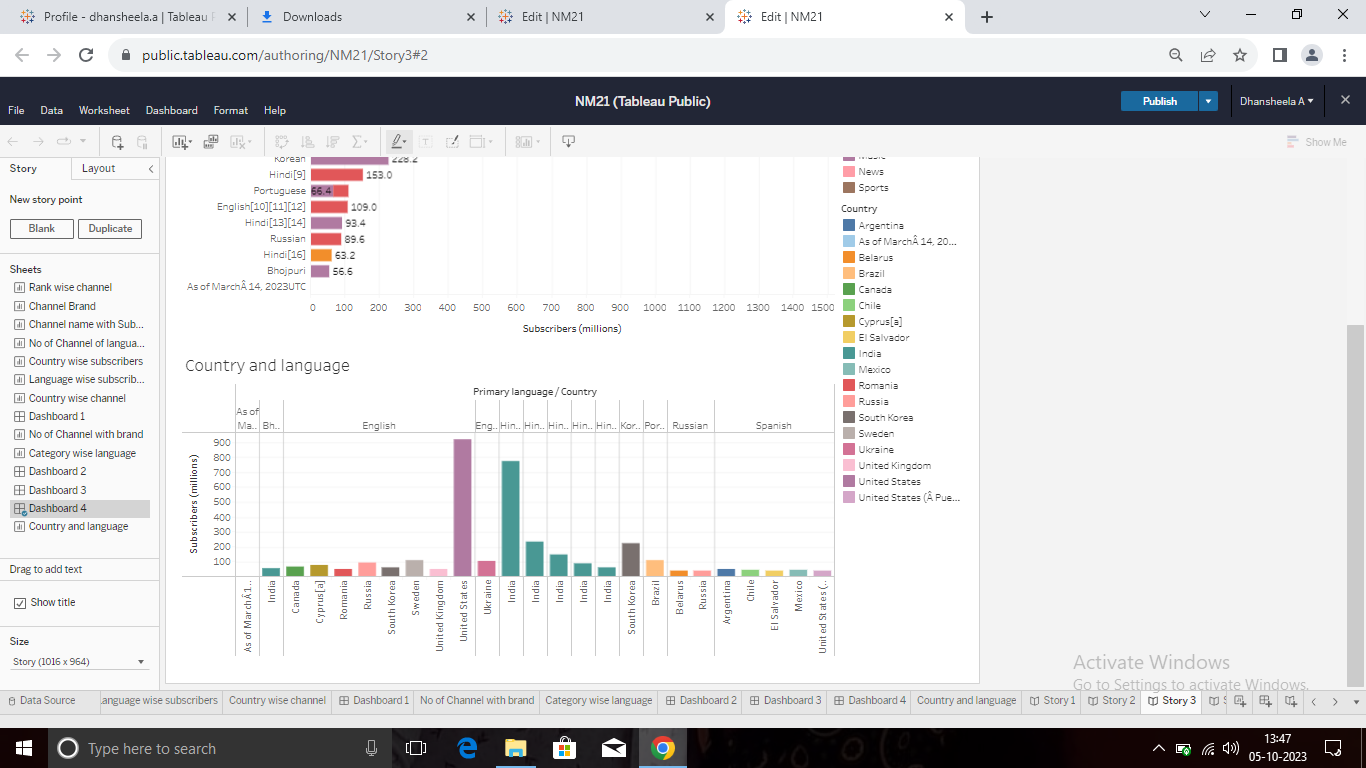 Profile - dhansheela.a | Tableau
Downloads
Edit | NM21
Edit | NM21
public.tableau.com/authoring/NM21/Story3#2
NM21 (Tableau Public)
Publish
Dhansheela A
File Data Worksheet Dashboard Format Help
Show Me
Story Layout
New story point
Blank Duplicate
Sheets
Rank wise channel
Channel Brand
Channel name with Sub...
No of Channel of langua...
Country wise subscribers
Language wise subscrib...
Country wise channel
Dashboard 1
No of Channel with brand
Category wise language
Dashboard 2
Dashboard 3
Dashboard 4
Country and language
Drag to add text
Show title
Size
Story (1016 x 964)
Korean 228.2
Hindi[9] 153.0
Portuguese 66.4
English[10][11][12] 109.0
Hindi[13][14] 93.4
Russian 89.6
Hindi[16] 63.2
Bhojpuri 56.6
As of MarchÂ 14, 2023UTC
0 100 200 300 400 500 600 700 800 900 1000 1100 1200 1300 1400 1500
Subscribers (millions)
Music
News
Sports
Country
Argentina
As of MarchÂ 14, 20...
Belarus
Brazil
Canada
Chile
Cyprus[a]
El Salvador
India
Mexico
Romania
Russia
South Korea
Sweden
Ukraine
United Kingdom
United States
United States (Â Pue...
Country and language
Primary language / Country
As of
Ma.. Bh.. English Eng.. Hin.. Hin.. Hin.. Hin.. Hin.. Kor.. Por.. Russian Spanish
Subscribers (millions)
900
800
700
600
500
400
300
200
100
As of MarchÂ 1.. India Canada Cyprus[a] Romania Russia South Korea Sweden United Kingdom United States Ukraine India India India India India South Korea Brazil Belarus Russia Argentina Chile El Salvador Mexico United States (..
Activate Windows
Go to Settings to activate Windows.
Data Source anguage wise subscribers Country wise channel Dashboard 1 No of Channel with brand Category wise language Dashboard 2 Dashboard 3 Dashboard 4 Country and language Story 1 Story 2 Story 3
Type here to search
13:47
05-10-2023